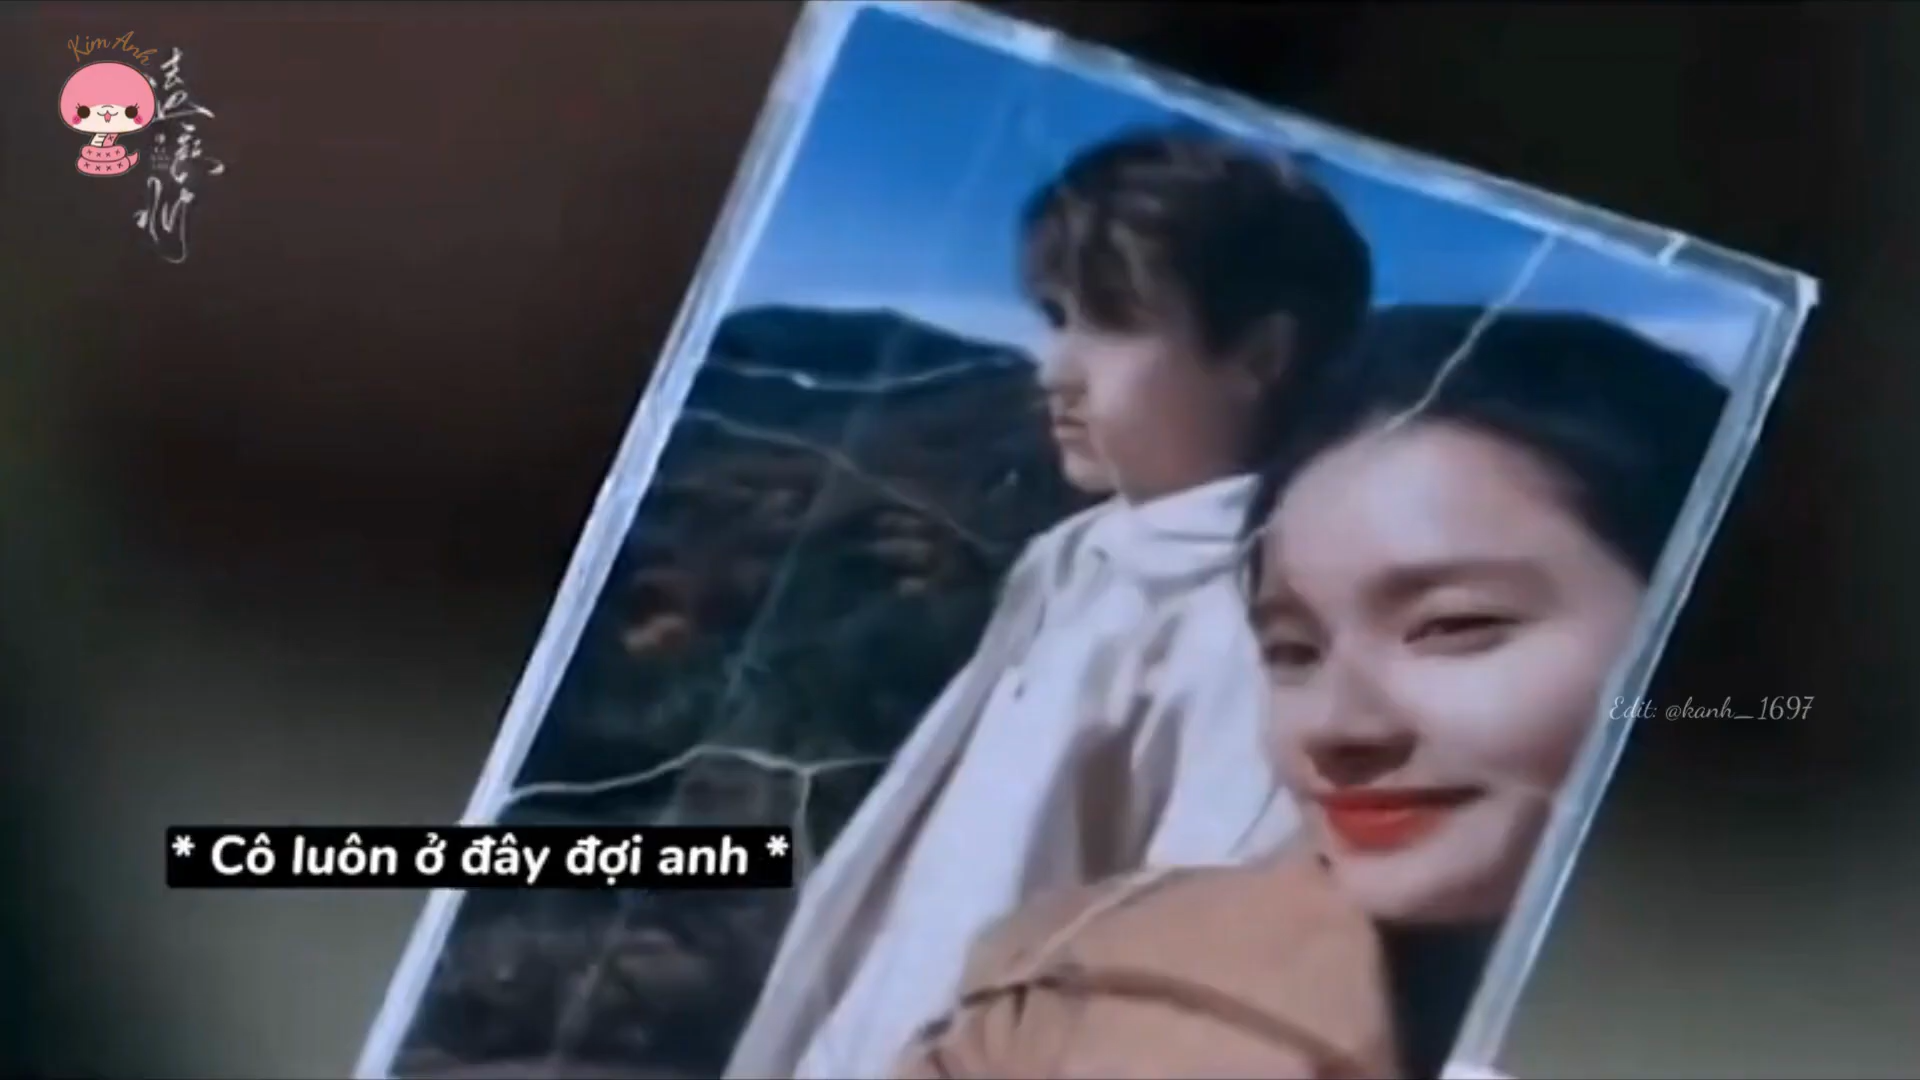 Kim Anh
* Cô luôn ở đây đợi anh *
Edit: @kanh_1697